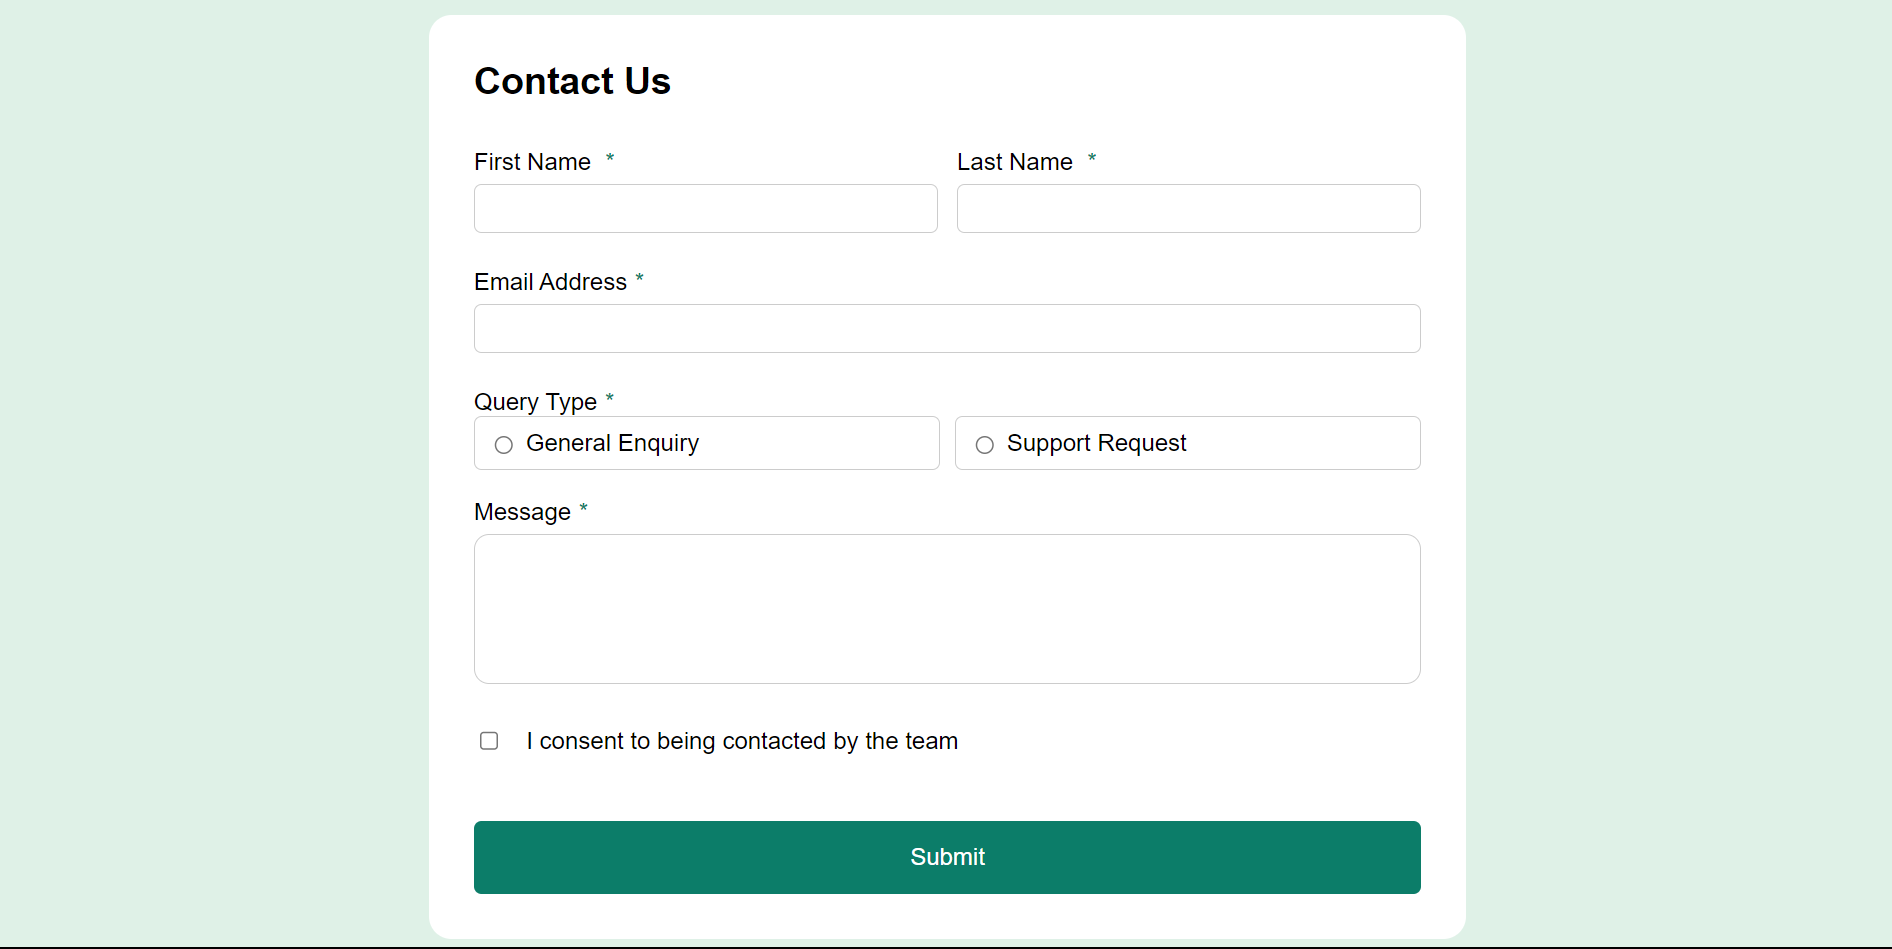 Contact Us
First Name *
Last Name *
Email Address *
Query Type *
General Enquiry
Support Request
Message *
I consent to being contacted by the team
Submit